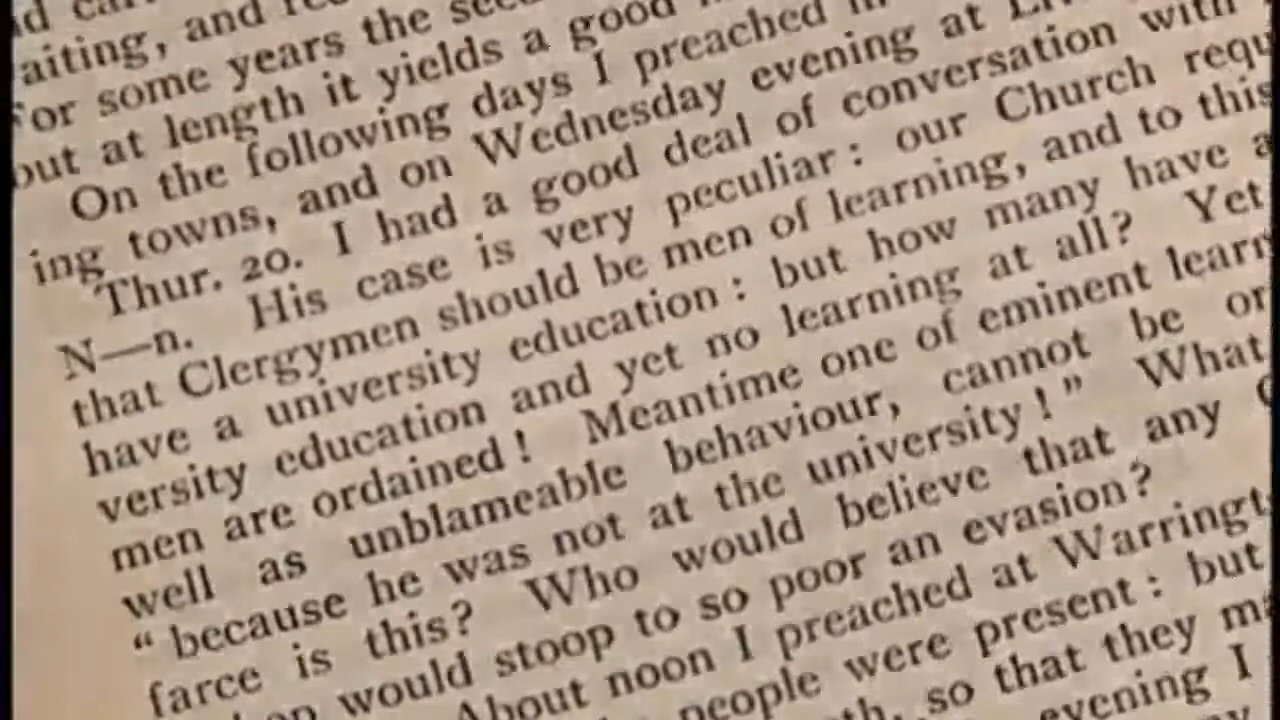 aiting, and
For some years the
but at length it yields a good
On the following days I preached in
ing towns, and on Wednesday evening at
Thur. 20. I had a good deal of conversation with
N—n. His case is very peculiar: our Church requ
that Clergymen should be men of learning, and to this
have a university education: but how many have a
versity education and yet no learning at all? Yet
men are ordained! Meantime one of eminent learn
well as unblameable behaviour, cannot be or
“because he was not at the university!” What
farce is this? Who would believe that any
would stoop to so poor an evasion?
About noon I preached at Warringt
people were present: but
so that they
evening I